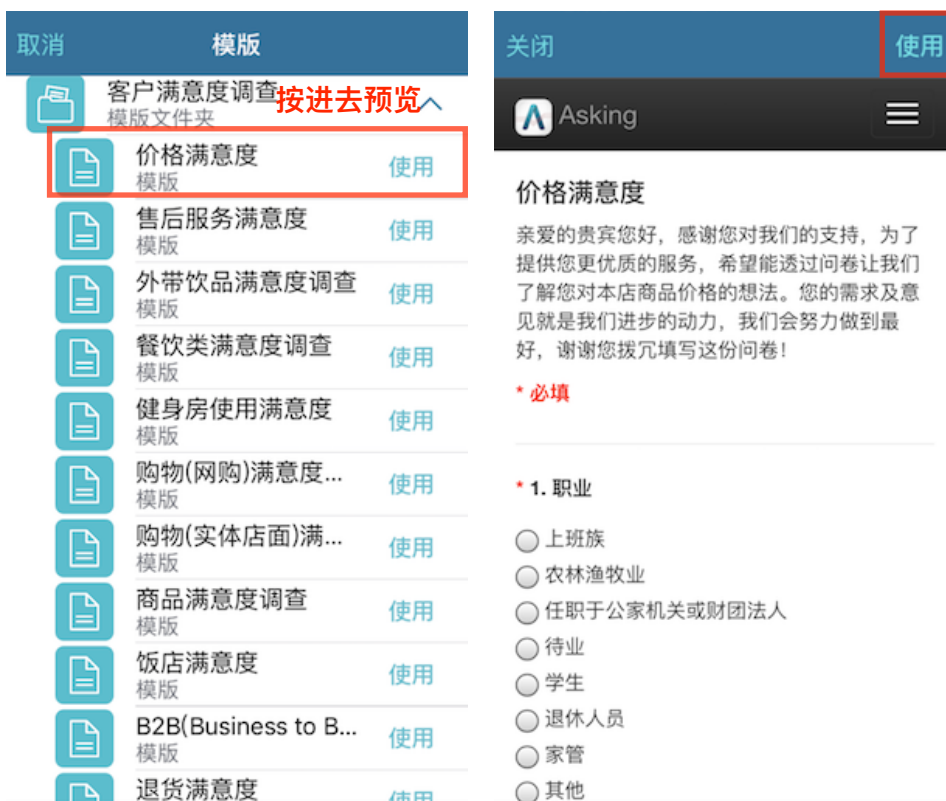 取消
模版
客户满意度调查
按进去预览
模版文件夹
价格满意度
模版
使用
售后服务满意度
模版
使用
外带饮品满意度调查
模版
使用
餐饮类满意度调查
模版
使用
健身房使用满意度
模版
使用
购物(网购)满意度...
模版
使用
购物(实体店面)满...
模版
使用
商品满意度调查
模版
使用
饭店满意度
模版
使用
B2B(Business to B...
模版
使用
退货满意度
使用
关闭
使用
Asking
价格满意度
亲爱的贵宾您好，感谢您对我们的支持，为了
提供您更优质的服务，希望能透过问卷让我们
了解您对本店商品价格的想法。您的需求及意
见就是我们进步的动力，我们会努力做到最
好，谢谢您拨冗填写这份问卷！
* 必填
* 1. 职业
上班族
农林渔牧业
任职于公家机关或财团法人
待业
学生
退休人员
家管
其他